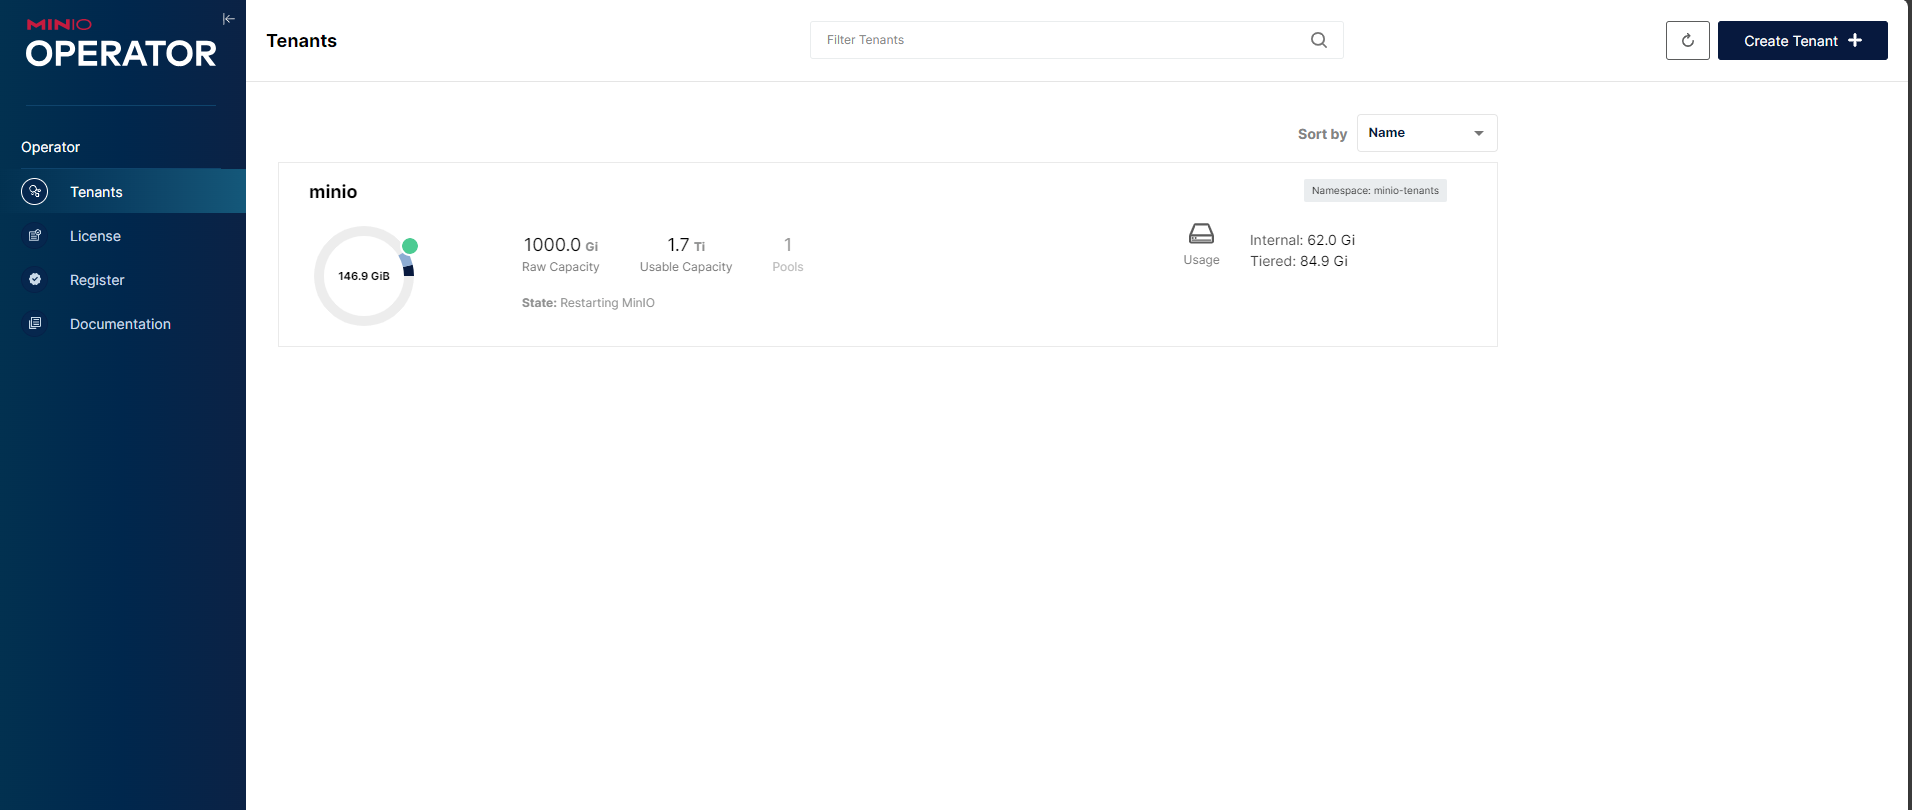 MINIO
OPERATOR
Operator
Tenants
License
Register
Documentation
Tenants
Filter Tenants
Create Tenant
Sort by
Name
minio
Namespace: minio-tenants
146.9 GiB
1000.0 Gi
Raw Capacity
1.7 Ti
Usable Capacity
1
Pools
State: Restarting MinIO
Usage
Internal: 62.0 Gi
Tiered: 84.9 Gi